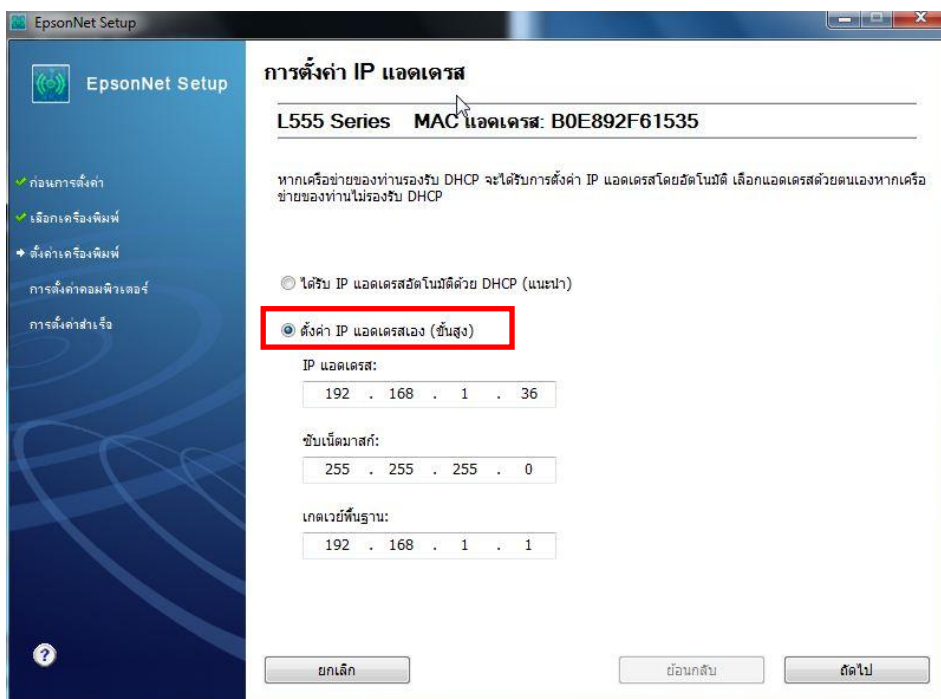 EpsonNet Setup
EpsonNet Setup
ก่อนการตั้งค่า
เลือกเครื่องพิมพ์
ตั้งค่าเครื่องพิมพ์
การตั้งค่าคอมพิวเตอร์
การตั้งค่าสำเร็จ
การตั้งค่า IP แอดเดรส
L555 Series MAC แอดเดรส: B0E892F61535
หากเครือข่ายของท่านรองรับ DHCP จะได้รับการตั้งค่า IP แอดเดรสโดยอัตโนมัติ เลือกแอดเดรสด้วยตนเองหากเครือ
ข่ายของท่านไม่รองรับ DHCP
ได้รับ IP แอดเดรสอัตโนมัติด้วย DHCP (แนะนำ)
ตั้งค่า IP แอดเดรสเอง (ขั้นสูง)
IP แอดเดรส:
192 . 168 . 1 . 36
ซับเน็ตมาสก์:
255 . 255 . 255 . 0
เกตเวย์พื้นฐาน:
192 . 168 . 1 . 1
?
ยกเลิก
ย้อนกลับ
ถัดไป